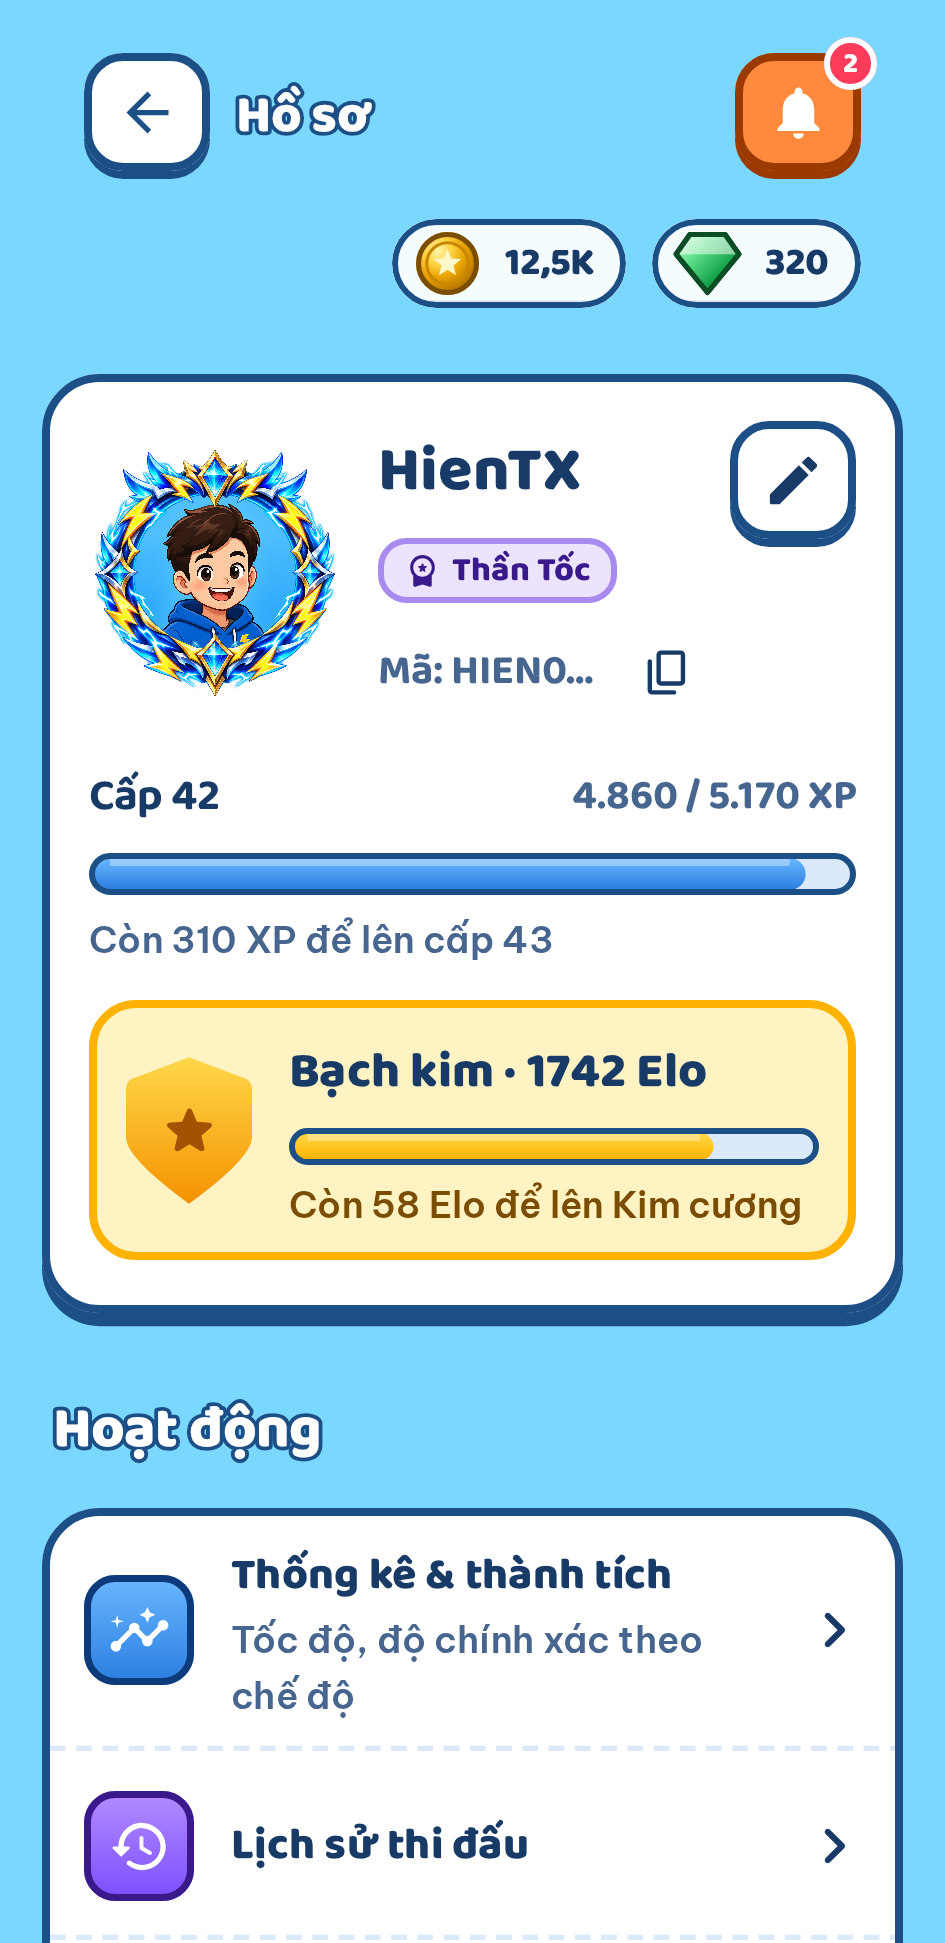 Hồ sơ
2
12,5K
320
HienTX
Thần Tốc
Mã: HIEN0...
Cấp 42
4.860 / 5.170 XP
Còn 310 XP để lên cấp 43
Bạch kim · 1742 Elo
Còn 58 Elo để lên Kim cương
Hoạt động
Thống kê & thành tích
Tốc độ, độ chính xác theo
chế độ
Lịch sử thi đấu